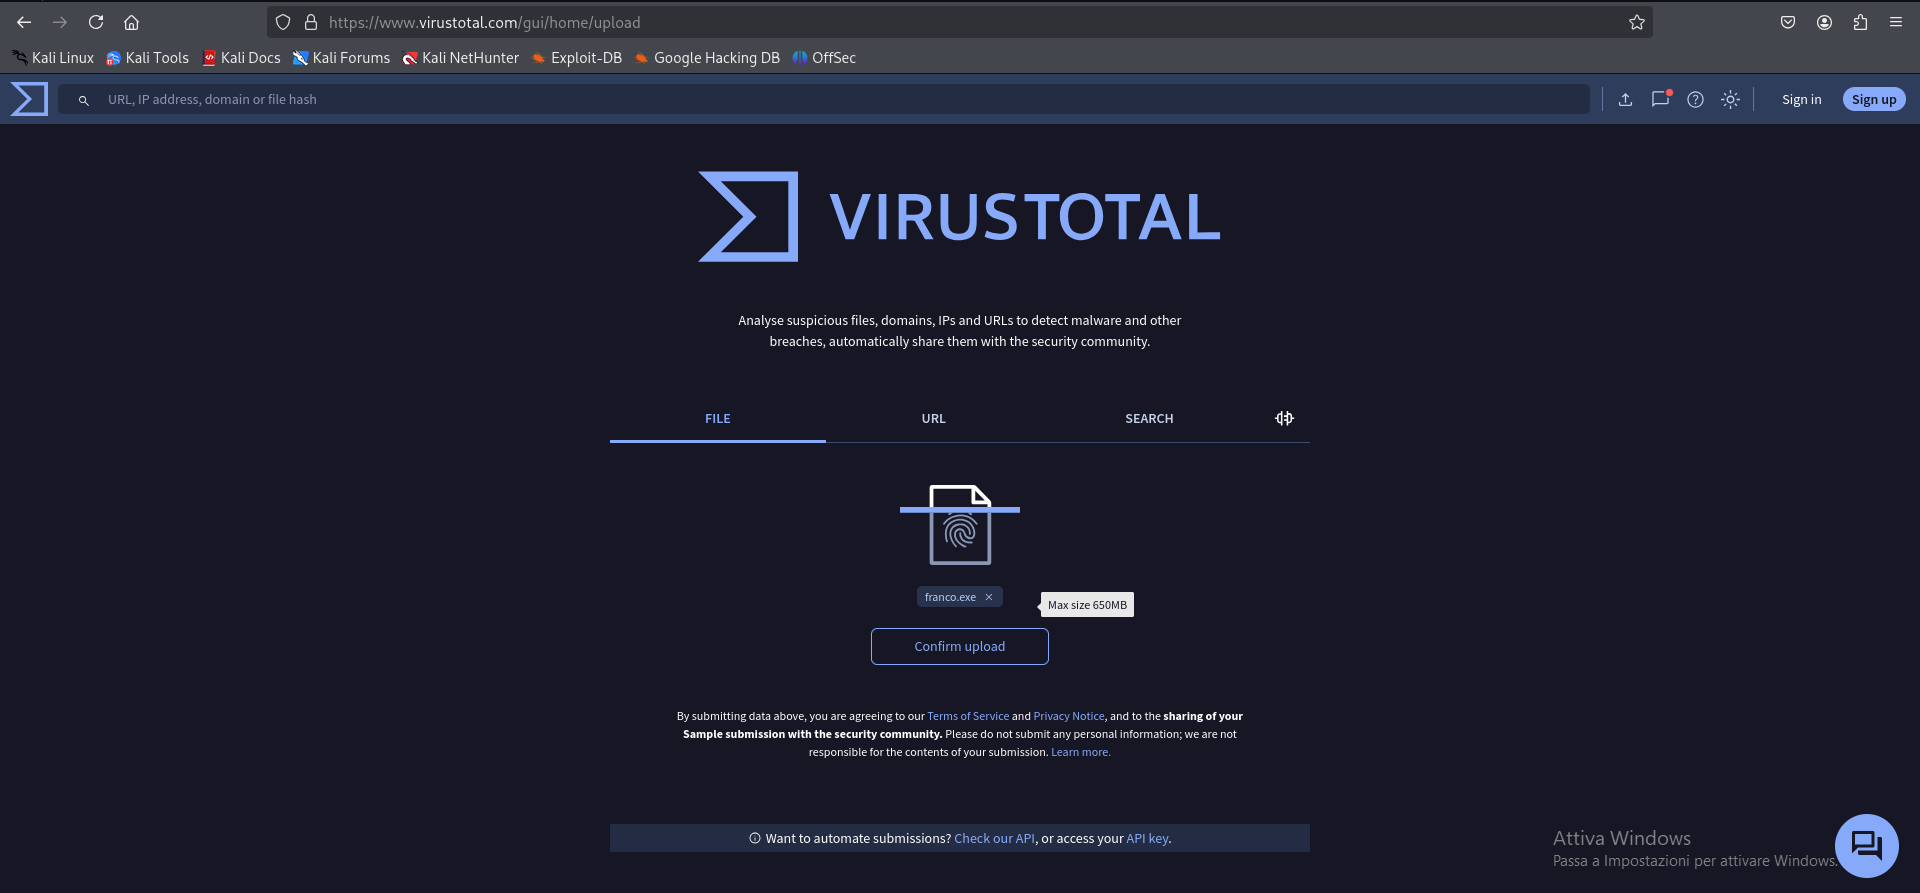 https://www.virustotal.com/gui/home/upload
Kali Linux Kali Tools Kali Docs Kali Forums Kali NetHunter Exploit-DB Google Hacking DB OffSec
URL, IP address, domain or file hash Sign in Sign up
VIRUSTOTAL
Analyse suspicious files, domains, IPs and URLs to detect malware and other
breaches, automatically share them with the security community.
FILE URL SEARCH
franco.exe
Max size 650MB
Confirm upload
By submitting data above, you are agreeing to our Terms of Service and Privacy Notice, and to the sharing of your
Sample submission with the security community. Please do not submit any personal information; we are not
responsible for the contents of your submission. Learn more.
Want to automate submissions? Check our API, or access your API key.
Attiva Windows
Passa a Impostazioni per attivare Windows.